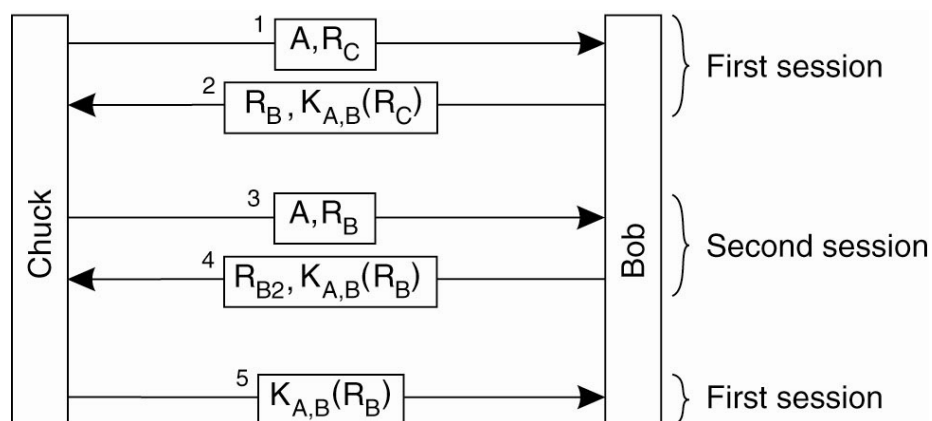 1 A,R_C
First session
2 R_B, K_A,B(R_C)
Chuck
Bob
3 A,R_B
Second session
4 R_B2, K_A,B(R_B)
5 K_A,B(R_B)
First session